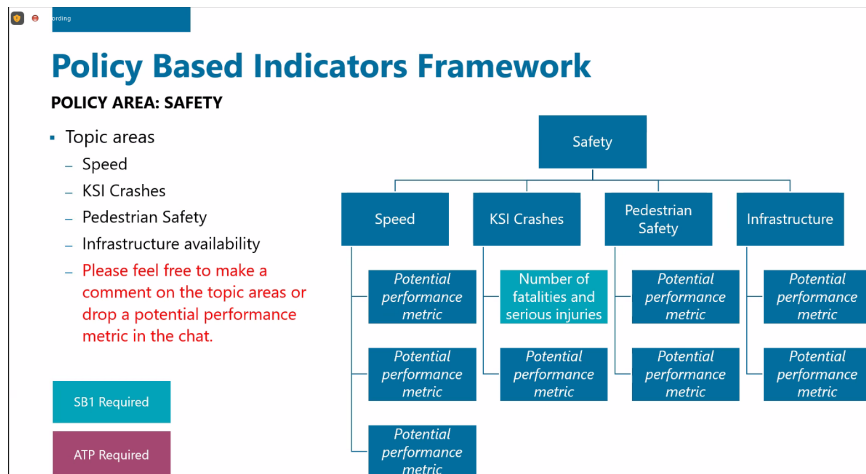 ording
Policy Based Indicators Framework
POLICY AREA: SAFETY
▪ Topic areas
– Speed
– KSI Crashes
– Pedestrian Safety
– Infrastructure availability
– Please feel free to make a
comment on the topic areas or
drop a potential performance
metric in the chat.
SB1 Required
ATP Required
Safety
Speed
KSI Crashes
Pedestrian
Safety
Infrastructure
Potential
performance
metric
Number of
fatalities and
serious injuries
Potential
performance
metric
Potential
performance
metric
Potential
performance
metric
Potential
performance
metric
Potential
performance
metric
Potential
performance
metric
Potential
performance
metric